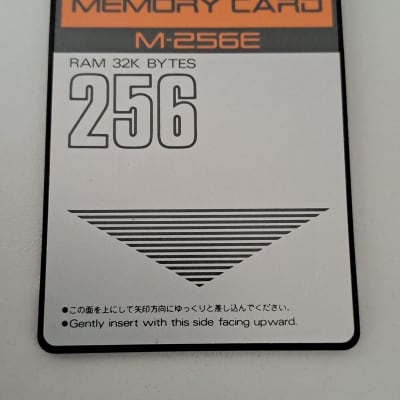 MEMORY CARD
M-256E
RAM 32K BYTES
256
●この面を上にして矢印方向にゆっくりと差し込んでください。
●Gently insert with this side facing upward.